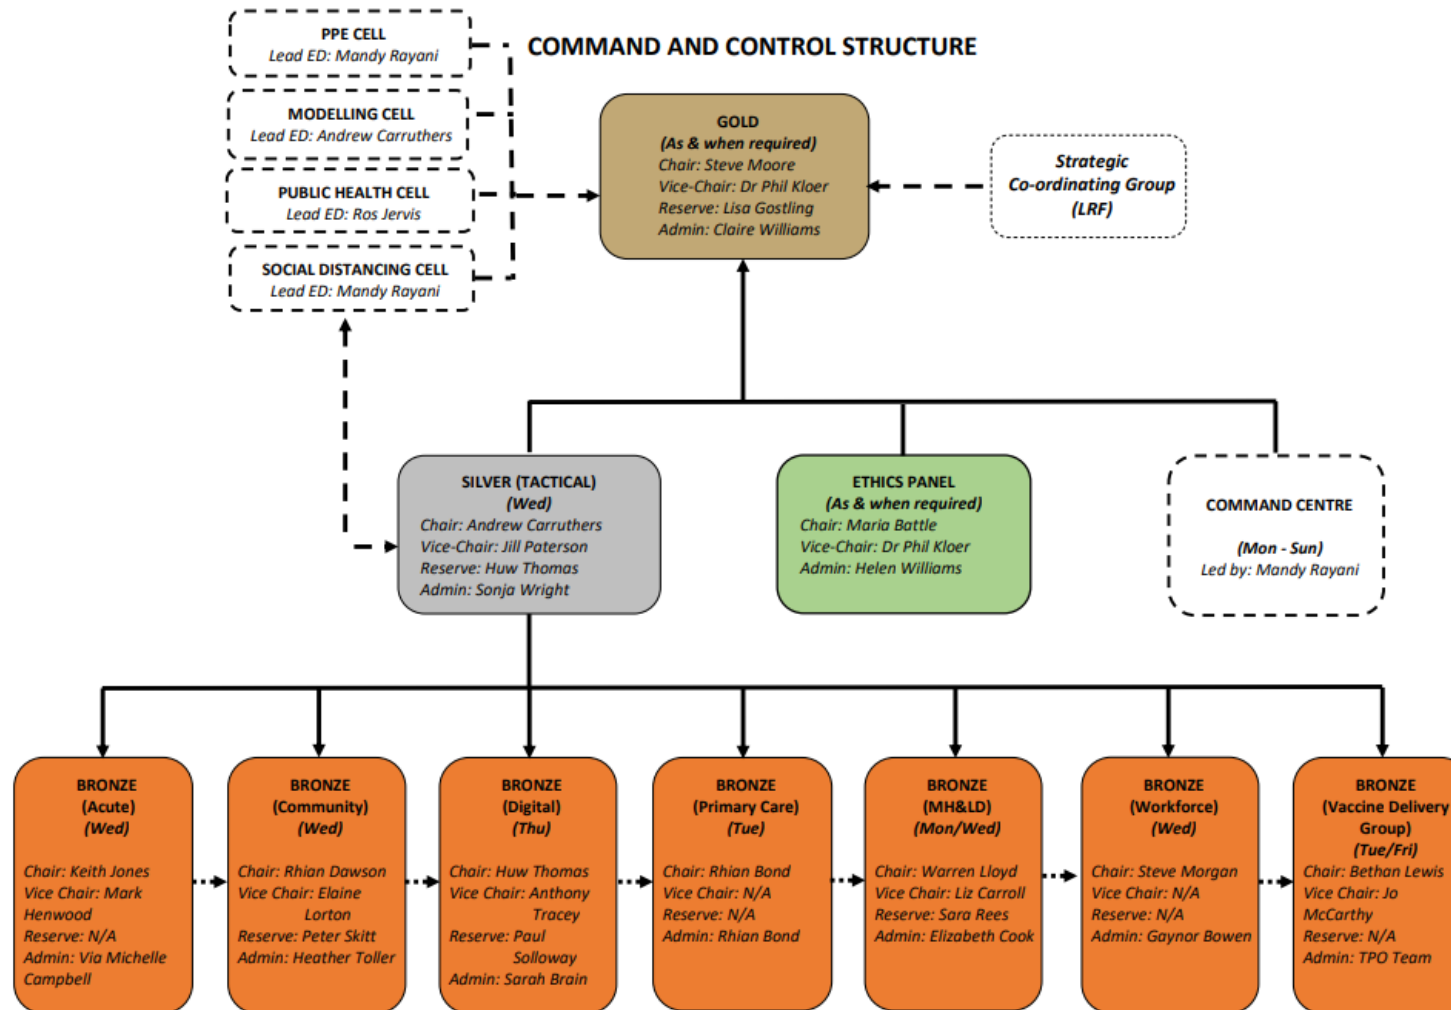 PPE CELL
Lead ED: Mandy Rayani
COMMAND AND CONTROL STRUCTURE
MODELLING CELL
Lead ED: Andrew Carruthers
PUBLIC HEALTH CELL
Lead ED: Ros Jervis
SOCIAL DISTANCING CELL
Lead ED: Mandy Rayani
GOLD
(As & when required)
Chair: Steve Moore
Vice-Chair: Dr Phil Kloer
Reserve: Lisa Gostling
Admin: Claire Williams
Strategic
Co-ordinating Group
(LRF)
SILVER (TACTICAL)
(Wed)
Chair: Andrew Carruthers
Vice-Chair: Jill Paterson
Reserve: Huw Thomas
Admin: Sonja Wright
ETHICS PANEL
(As & when required)
Chair: Maria Battle
Vice-Chair: Dr Phil Kloer
Admin: Helen Williams
COMMAND CENTRE
(Mon - Sun)
Led by: Mandy Rayani
BRONZE
(Acute)
(Wed)
Chair: Keith Jones
Vice Chair: Mark
Henwood
Reserve: N/A
Admin: Via Michelle
Campbell
BRONZE
(Community)
(Wed)
Chair: Rhian Dawson
Vice Chair: Elaine
Lorton
Reserve: Peter Skitt
Admin: Heather Toller
BRONZE
(Digital)
(Thu)
Chair: Huw Thomas
Vice Chair: Anthony
Tracey
Reserve: Paul
Solloway
Admin: Sarah Brain
BRONZE
(Primary Care)
(Tue)
Chair: Rhian Bond
Vice Chair: N/A
Reserve: N/A
Admin: Rhian Bond
BRONZE
(MH&LD)
(Mon/Wed)
Chair: Warren Lloyd
Vice Chair: Liz Carroll
Reserve: Sara Rees
Admin: Elizabeth Cook
BRONZE
(Workforce)
(Wed)
Chair: Steve Morgan
Vice Chair: N/A
Reserve: N/A
Admin: Gaynor Bowen
BRONZE
(Vaccine Delivery
Group)
(Tue/Fri)
Chair: Bethan Lewis
Vice Chair: Jo
McCarthy
Reserve: N/A
Admin: TPO Team